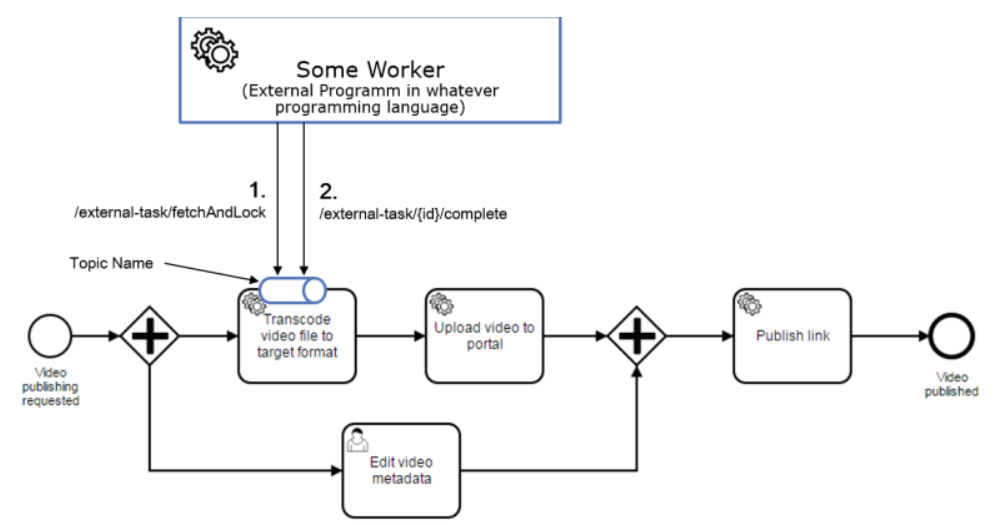 Some Worker
(External Programm in whatever
programming language)
1.
/external-task/fetchAndLock
2.
/external-task/{id}/complete
Topic Name
Video
publishing
requested
Transcode
video file to
target format
Upload video to
portal
Publish link
Video
published
Edit video
metadata